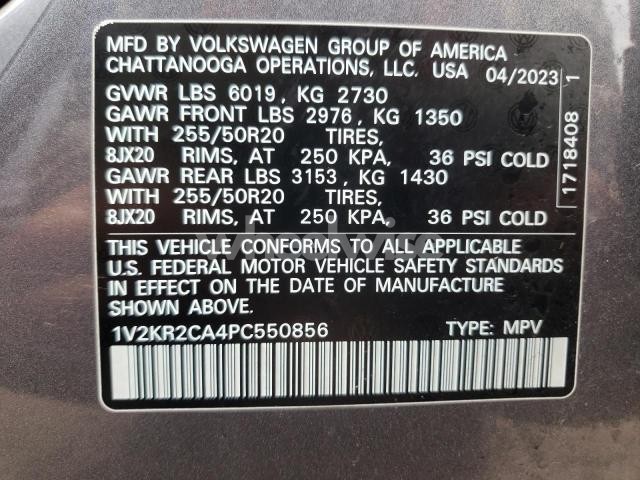 MFD BY VOLKSWAGEN GROUP OF AMERICA
CHATTANOOGA OPERATIONS, LLC. USA 04/2023
GVWR LBS 6019, KG 2730
GAWR FRONT LBS 2976, KG 1350
WITH 255/50R20 TIRES,
8JX20 RIMS, AT 250 KPA, 36 PSI COLD
GAWR REAR LBS 3153, KG 1430
WITH 255/50R20 TIRES,
8JX20 RIMS, AT 250 KPA, 36 PSI COLD
THIS VEHICLE CONFORMS TO ALL APPLICABLE
U.S. FEDERAL MOTOR VEHICLE SAFETY STANDARDS
IN EFFECT ON THE DATE OF MANUFACTURE
SHOWN ABOVE.
1V2KR2CA4PC550856 TYPE: MPV
1718408 1